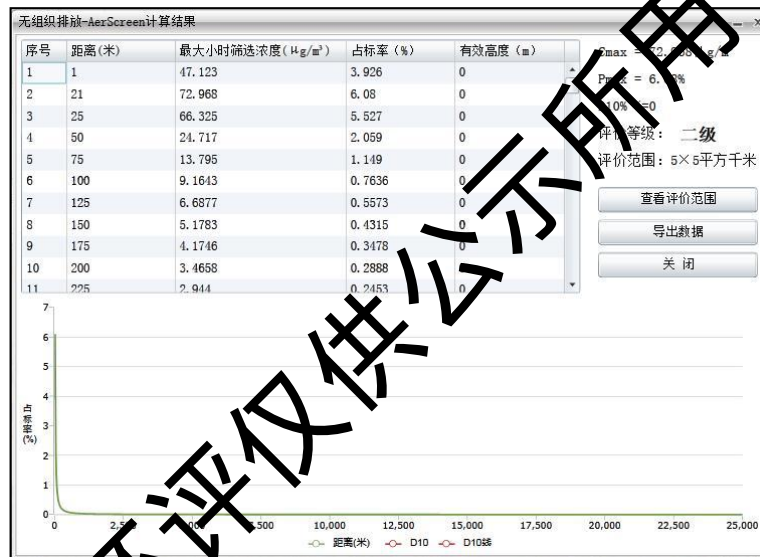 无组织排放-AerScreen计算结果
序号 距离(米) 最大小时筛选浓度(μg/m³) 占标率(%) 有效高度(m)
1 1 47.123 3.926 0
2 21 72.968 6.08 0
3 25 66.325 5.527 0
4 50 24.717 2.059 0
5 75 13.795 1.149 0
6 100 9.1643 0.7636 0
7 125 6.6877 0.5573 0
8 150 5.1783 0.4315 0
9 175 4.1746 0.3478 0
10 200 3.4658 0.2888
11 225 2.944 0.2453 0
Cmax =
= 6.
评价等级: 二级
评价范围: 5×5平方千米
查看评价范围
导出数据
关 闭
7
6
5
4
3
2
1
0
占标率(%)
0 10,000 12,500 15,000 17,500 20,000 22,500 25,000
距离(米) D10 D10线
环评仅供公示所用